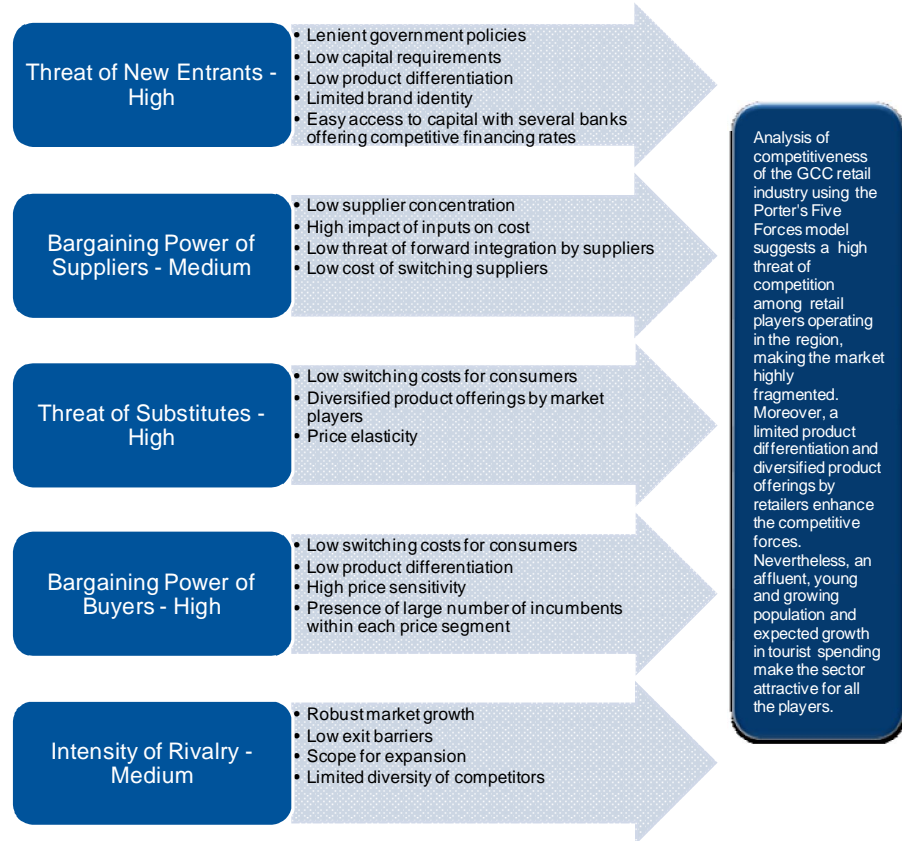 Threat of New Entrants -
High
• Lenient government policies
• Low capital requirements
• Low product differentiation
• Limited brand identity
• Easy access to capital with several banks
offering competitive financing rates
Bargaining Power of
Suppliers - Medium
• Low supplier concentration
• High impact of inputs on cost
• Low threat of forward integration by suppliers
• Low cost of switching suppliers
Threat of Substitutes -
High
• Low switching costs for consumers
• Diversified product offerings by market
players
• Price elasticity
Bargaining Power of
Buyers - High
• Low switching costs for consumers
• Low product differentiation
• High price sensitivity
• Presence of large number of incumbents
within each price segment
Intensity of Rivalry -
Medium
• Robust market growth
• Low exit barriers
• Scope for expansion
• Limited diversity of competitors
Analysis of
competitiveness
of the GCC retail
industry using the
Porter's Five
Forces model
suggests a high
threat of
competition
among retail
players operating
in the region,
making the market
highly
fragmented.
Moreover, a
limited product
differentiation and
diversified product
offerings by
retailers enhance
the competitive
forces.
Nevertheless, an
affluent, young
and growing
population and
expected growth
in tourist spending
make the sector
attractive for all
the players.